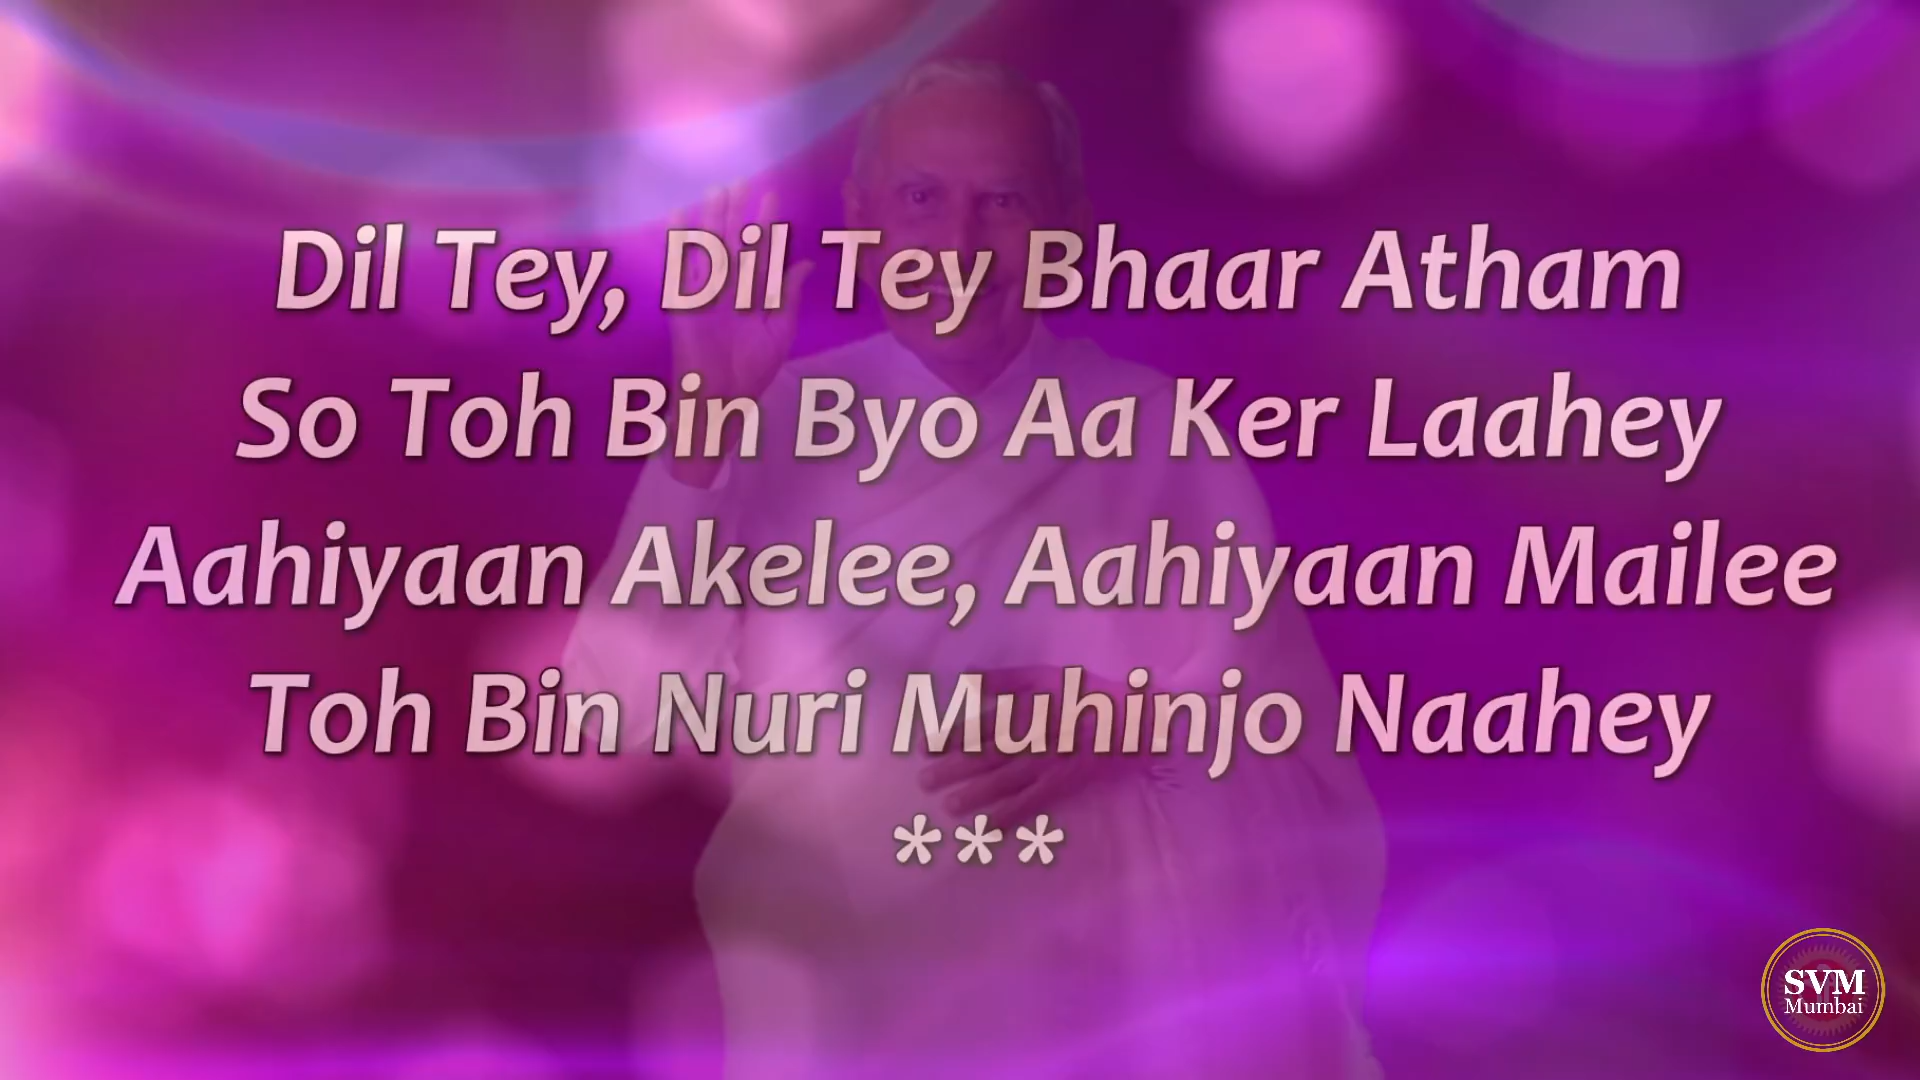 Dil Tey, Dil Tey Bhaar Atham
So Toh Bin Byo Aa Ker Laahey
Aahiyaan Akelee, Aahiyaan Mailee
Toh Bin Nuri Muhinjo Naahey
***
SVM
Mumbai